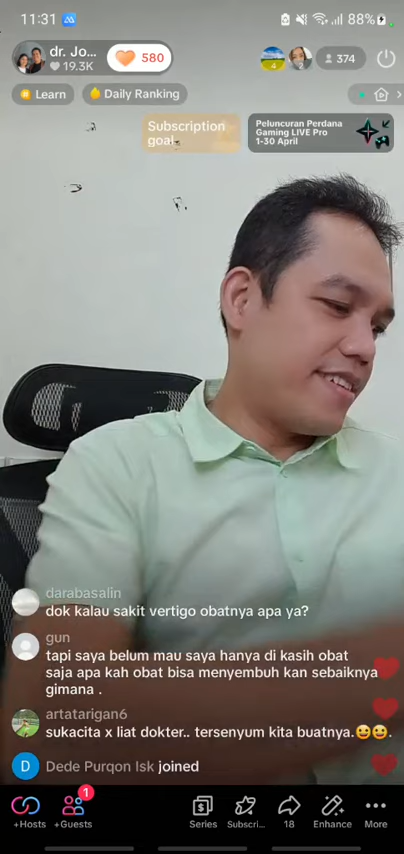 11:31
88%
dr. Jo...
19.3K
580
4
2
374
Learn
Daily Ranking
Subscription
goal
Peluncuran Perdana
Gaming LIVE Pro
1-30 April
darabasalin
dok kalau sakit vertigo obatnya apa ya?
gun
tapi saya belum mau saya hanya di kasih obat
saja apa kah obat bisa menyembuh kan sebaiknya
gimana .
artatarigan6
sukacita x liat dokter.. tersenyum kita buatnya.😀😀.
D
Dede Purqon Isk joined
1
+Hosts
+Guests
Series
Subscri...
18
Enhance
More